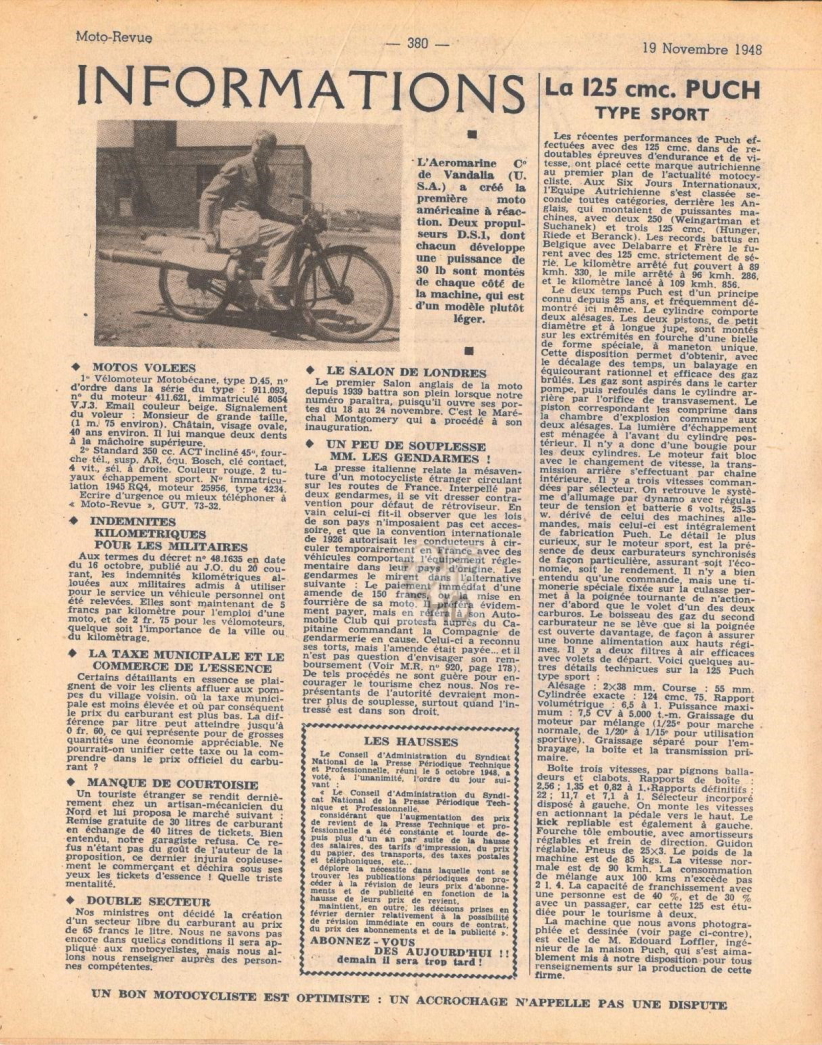 Moto-Revue
— 380 —
19 Novembre 1948
INFORMATIONS
L'Aeromarine Cº
de Vandalia (U.
S.A.) a créé la
première moto
américaine à réac-
tion. Deux propul-
seurs D.S.1, dont
chacun développe
une puissance de
30 lb sont montés
de chaque côté de
la machine, qui est
d'un modèle plutôt
léger.
◆ MOTOS VOLEES
1º Vélomoteur Motobécane, type D.45, nº
d'ordre dans la série du type : 911.093,
nº du moteur 411.621, immatriculé 8054
V.J.3. Email couleur beige. Signalement
du voleur : Monsieur de grande taille,
(1 m. 75 environ). Châtain, visage ovale,
40 ans environ. Il lui manque deux dents
à la mâchoire supérieure.
2º Standard 350 cc. ACT incliné 45º, four-
che tél., susp. AR, équ. Bosch, clé contact,
4 vit., sél. à droite. Couleur rouge, 2 tu-
yaux échappement sport. Nº immatricu-
lation 1945 RQ4, moteur 25956, type 4234.
Ecrire d'urgence ou mieux téléphoner à
« Moto-Revue », GUT. 73-32.
◆ INDEMNITES
KILOMETRIQUES
POUR LES MILITAIRES
Aux termes du décret nº 48.1635 en date
du 16 octobre, publié au J.O. du 20 cou-
rant, les indemnités kilométriques al-
louées aux militaires admis à utiliser
pour le service un véhicule personnel ont
été relevées. Elles sont maintenant de 5
francs par kilomètre pour l'emploi d'une
moto, et de 2 fr. 75 pour les vélomoteurs,
quelque soit l'importance de la ville ou
du kilométrage.
◆ LA TAXE MUNICIPALE ET LE
COMMERCE DE L'ESSENCE
Certains détaillants en essence se plai-
gnent de voir les clients affluer aux pom-
pes du village voisin, où la taxe munici-
pale est moins élevée et où par conséquent
le prix du carburant est plus bas. La dif-
férence par litre peut atteindre jusqu'à
0 fr. 60, ce qui représente pour de grosses
quantités une économie appréciable. Ne
pourrait-on unifier cette taxe ou la com-
prendre dans le prix officiel du carbu-
rant ?
◆ MANQUE DE COURTOISIE
Un touriste étranger se rendit derniè-
rement chez un artisan-mécanicien du
Nord et lui proposa le marché suivant :
Remise gratuite de 30 litres de carburant
en échange de 40 litres de tickets. Bien
entendu, notre garagiste refusa. Ce re-
fus n'étant pas du goût de l'auteur de la
proposition, ce dernier injuria copieuse-
ment le commerçant et déchira sous ses
yeux les tickets d'essence ! Quelle triste
mentalité.
◆ DOUBLE SECTEUR
Nos ministres ont décidé la création
d'un secteur libre du carburant au prix
de 65 francs le litre. Nous ne savons pas
encore dans quelles conditions il sera ap-
pliqué aux motocyclistes, mais nous al-
lons nous renseigner auprès des person-
nes compétentes.
◆ LE SALON DE LONDRES
Le premier Salon anglais de la moto
depuis 1939 battra son plein lorsque notre
numéro paraîtra, puisqu'il ouvre ses por-
tes du 18 au 24 novembre. C'est le Maré-
chal Montgomery qui a procédé à son
inauguration.
◆ UN PEU DE SOUPLESSE
MM. LES GENDARMES !
La presse italienne relate la mésaven-
ture d'un motocycliste étranger circulant
sur les routes de France. Interpellé par
deux gendarmes, il se vit dresser contra-
vention pour défaut de rétroviseur. En
vain celui-ci fit-il observer que les lois
de son pays n'imposaient pas cet acces-
soire, et que la convention internationale
de 1926 autorisait les conducteurs à cir-
culer temporairement en avec des
véhicules comportant l'équipement régle-
mentaire dans le pays d'origine. Les
gendarmes le mirent dans l'alternative
suivante : Le paiement immédiat d'une
amende de 150 francs ou la mise en
fourrière de sa moto. Il préféra évidem-
ment payer, mais en référa à son Auto-
mobile Club qui protesta auprès du Ca-
pitaine commandant la Compagnie de
gendarmerie en cause. Celui-ci a reconnu
ses torts, mais l'amende était payée... et il
n'est pas question d'envisager son rem-
boursement (Voir M.R. nº 920, page 178).
De tels procédés ne sont guère pour en-
courager le tourisme chez nous. Nos re-
présentants de l'autorité devraient mon-
trer plus de souplesse, surtout quand l'in-
tressé est dans son droit.
LES HAUSSES
Le Conseil d'Administration du Syndicat
National de la Presse Périodique Technique
et Professionnelle, réuni le 5 octobre 1948, a
voté, à l'unanimité, l'ordre du jour sui-
vant :
« Le Conseil d'Administration du Syndi-
cat National de la Presse Périodique Tech-
nique et Professionnelle.
considérant que l'augmentation des prix
de revient de la Presse Technique et pro-
fessionnelle a été constante et lourde de-
puis plus d'un an par suite de la hausse
des salaires, des tarifs d'impression, du prix
du papier, des transports, des taxes postales
et téléphoniques, etc...
déplore la nécessité dans laquelle vont se
trouver les publications périodiques de pro-
céder à la révision de leurs prix d'abonne-
ments et de publicité en fonction de la
hausse de leurs prix de revient,
maintient, en outre, les décisions prises en
février dernier relativement à la possibilité
de révision immédiate en cours de contrat,
du prix des abonnements et de la publicité ».
ABONNEZ-VOUS
DES AUJOURD'HUI !!
demain il sera trop tard !
La 125 cmc. PUCH
TYPE SPORT
Les récentes performances de Puch ef-
fectuées avec des 125 cmc. dans de re-
doutables épreuves d'endurance et de vi-
tesse, ont placé cette marque autrichienne
au premier plan de l'actualité motocy-
cliste. Aux Six Jours Internationaux,
l'Equipe Autrichienne s'est classée se-
conde toutes catégories, derrière les An-
glais, qui montaient de puissantes ma-
chines, avec deux 250 (Weingartman et
Suchanek) et trois 125 cmc. (Hunger,
Riede et Beranck). Les records battus en
Belgique avec Delabarre et Frère le fu-
rent avec des 125 cmc. strictement de sé-
rie. Le kilomètre arrêté fut couvert à 89
kmh. 330, le mile arrêté à 96 kmh. 286,
et le kilomètre lancé à 109 kmh. 856.
Le deux temps Puch est d'un principe
connu depuis 25 ans, et fréquemment dé-
montré ici même. Le cylindre comporte
deux alésages. Les deux pistons, de petit
diamètre et à longue jupe, sont montés
sur les extrémités en fourche d'une bielle
de forme spéciale, à maneton unique.
Cette disposition permet d'obtenir, avec
le décalage des temps, un balayage en
équicourant rationnel et efficace des gaz
brûlés. Les gaz sont aspirés dans le carter
pompe, puis refoulés dans le cylindre ar-
rière par l'orifice de transvasement. Le
piston correspondant les comprime dans
la chambre d'explosion commune aux
deux alésages. La lumière d'échappement
est ménagée à l'avant du cylindre pos-
térieur. Il n'y a donc d'une bougie pour
les deux cylindres. Le moteur fait bloc
avec le changement de vitesse, la trans-
mission arrière s'effectuant par chaîne
intérieure. Il y a trois vitesses comman-
dées par sélecteur. On retrouve le systè-
me d'allumage par dynamo avec régula-
teur de tension et batterie 6 volts, 25-35
w. dérivé de celui des machines alle-
mandes, mais celui-ci est intégralement
de fabrication Puch. Le détail le plus
curieux, sur le moteur sport, est la pré-
sence de deux carburateurs synchronisés
de façon particulière, assurant soit l'éco-
nomie, soit le rendement. Il n'y a bien
entendu qu'une commande, mais une ti-
monerie spéciale fixée sur la culasse per-
met à la poignée tournante de n'action-
ner d'abord que le volet d'un des deux
carburos. Le boisseau des gaz du second
carburateur ne se lève que si la poignée
est ouverte davantage, de façon à assurer
une bonne alimentation aux hauts régi-
mes. Il y a deux filtres à air efficaces
avec volets de départ. Voici quelques au-
tres détails techniques sur la 125 Puch
type sport :
Alésage : 2×38 mm. Course : 55 mm.
Cylindrée exacte : 124 cmc. 75. Rapport
volumétrique : 6,5 à 1. Puissance maxi-
mum : 7,5 CV à 5.000 t.-mn. Graissage du
moteur par mélange (1/25º pour marche
normale, de 1/20º à 1/15º pour utilisation
sportive). Graissage séparé pour l'em-
brayage, la boîte et la transmission pri-
maire.
Boîte trois vitesses, par pignons balla-
deurs et clabots. Rapports de boîte :
2,56 ; 1,35 et 0,82 à 1. Rapports définitifs :
22 ; 11,7 et 7,1 à 1. Sélecteur incorporé
disposé à gauche. On monte les vitesses
en actionnant la pédale vers le haut. Le
kick repliable est également à gauche.
Fourche tôle emboutie, avec amortisseurs
réglables et frein de direction. Guidon
réglable. Pneus de 25×3. Le poids de la
machine est de 85 kgs. La vitesse nor-
male est de 90 kmh. La consommation
de mélange aux 100 kms n'excède pas
2 l. 4. La capacité de franchissement avec
une personne est de 40 %, et de 30 %
avec un passager, car cette 125 est étu-
diée pour le tourisme à deux.
La machine que nous avons photogra-
phiée et dessinée (voir page ci-contre),
est celle de M. Edouard Loffler, ingé-
nieur de la maison Puch, qui s'est aima-
blement mis à notre disposition pour tous
renseignements sur la production de cette
firme.
UN BON MOTOCYCLISTE EST OPTIMISTE : UN ACCROCHAGE N'APPELLE PAS UNE DISPUTE